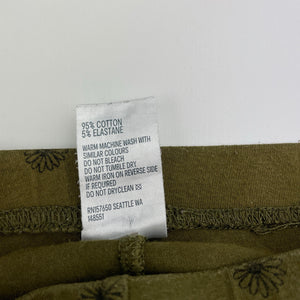 95% COTTON
5% ELASTANE
WARM MACHINE WASH WITH
SIMILAR COLOURS
DO NOT BLEACH
DO NOT TUMBLE DRY
WARM IRON ON REVERSE SIDE
IF REQUIRED
DO NOT DRYCLEAN
RN157650 SEATTLE WA
148551